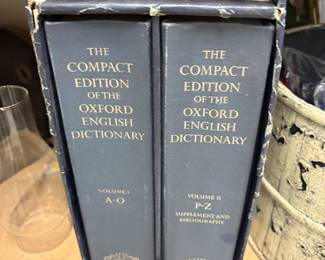 THE
COMPACT
EDITION
OF THE
OXFORD
ENGLISH
DICTIONARY
VOLUME I
A-O
THE
COMPACT
EDITION
OF THE
OXFORD
ENGLISH
DICTIONARY
VOLUME II
P-Z
SUPPLEMENT AND
BIBLIOGRAPHY